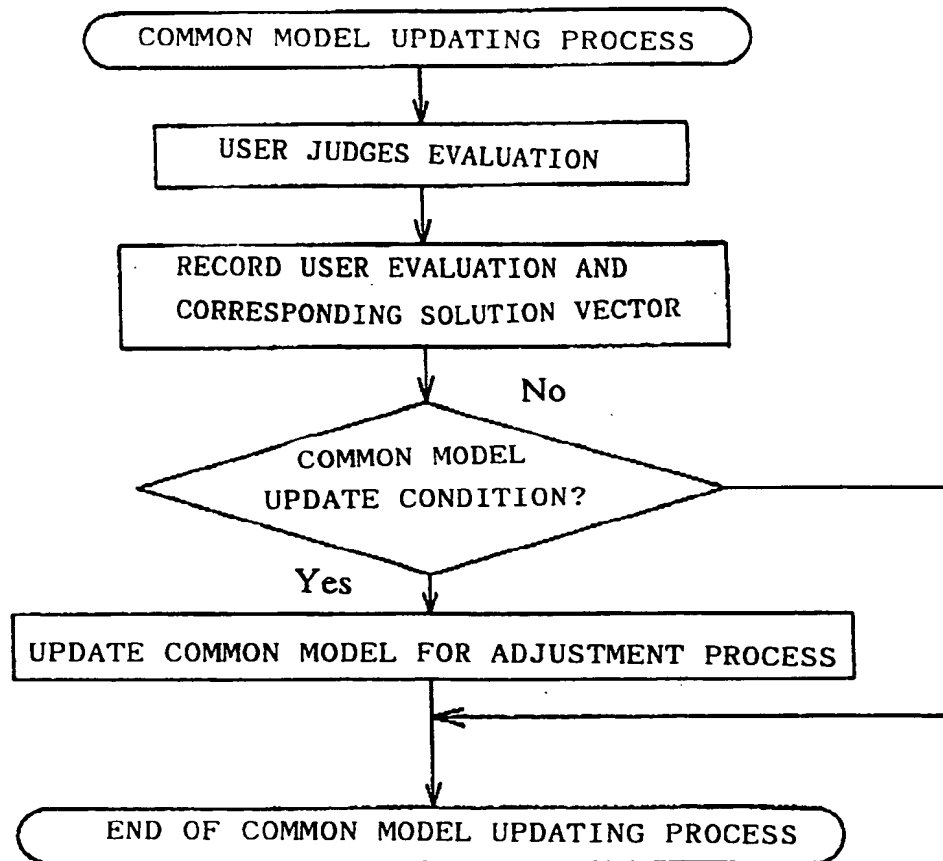 COMMON MODEL UPDATING PROCESS
USER JUDGES EVALUATION
RECORD USER EVALUATION AND
CORRESPONDING SOLUTION VECTOR
No
COMMON MODEL
UPDATE CONDITION?
Yes
UPDATE COMMON MODEL FOR ADJUSTMENT PROCESS
END OF COMMON MODEL UPDATING PROCESS